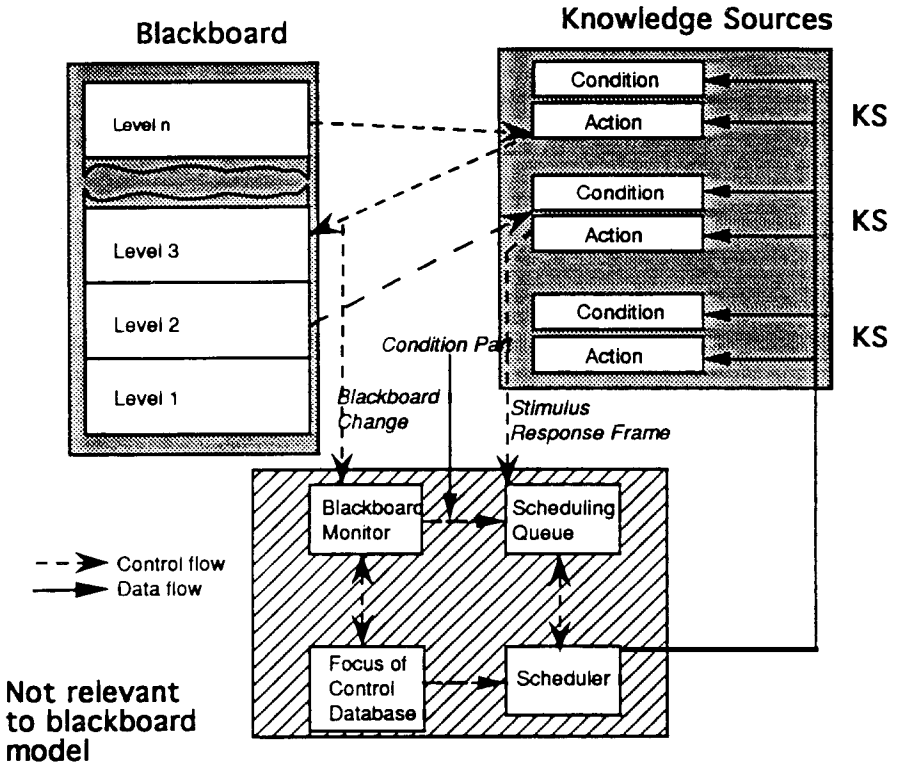 Blackboard
Knowledge Sources
Level n
Level 3
Level 2
Level 1
Condition
Action
KS
Condition
Action
KS
Condition
Action
KS
Condition Par
Blackboard
Change
Stimulus
Response Frame
Blackboard
Monitor
Scheduling
Queue
Control flow
Data flow
Focus of
Control
Database
Scheduler
Not relevant
to blackboard
model